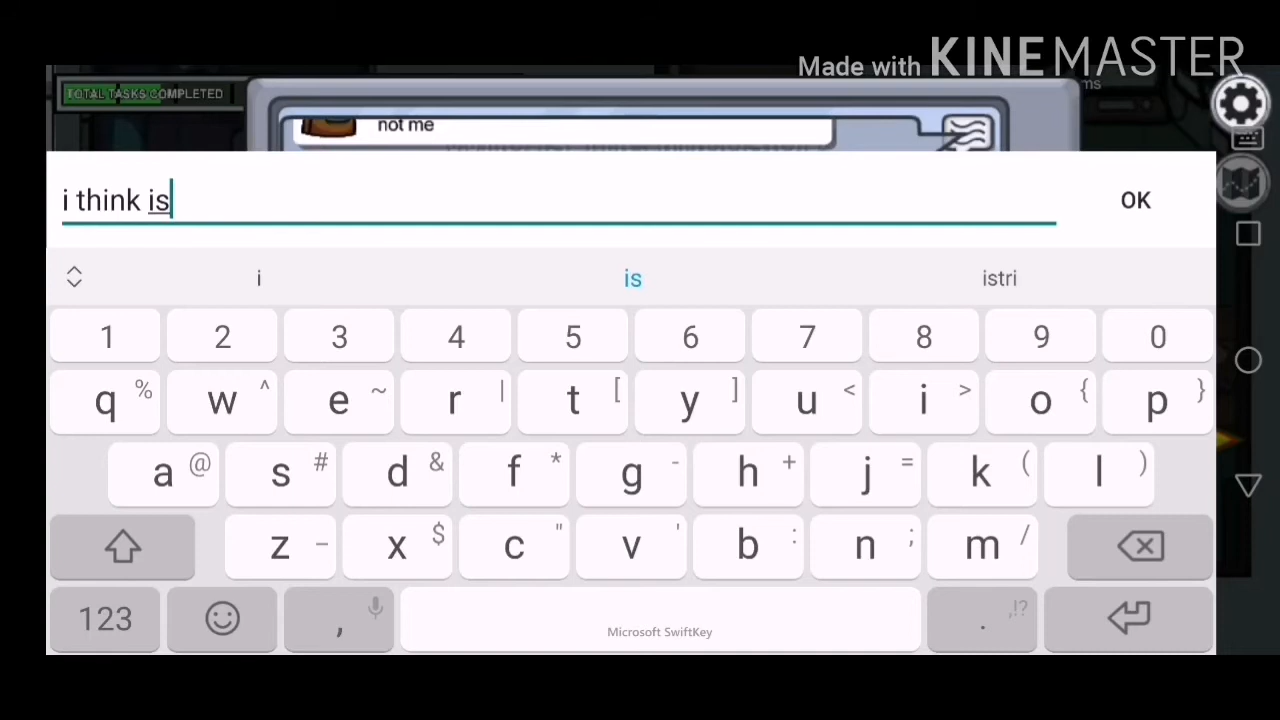 Made with KINEMASTER
TOTAL TASKS COMPLETED
ms
not me
i think is
OK
i is istri
1 2 3 4 5 6 7 8 9 0
q % w ^ e ~ r | t [ y ] u < i > o { p }
a @ s # d & f * g - h + j = k ( l )
z _ x $ c " v ' b : n ; m /
123 , Microsoft SwiftKey . ,!?